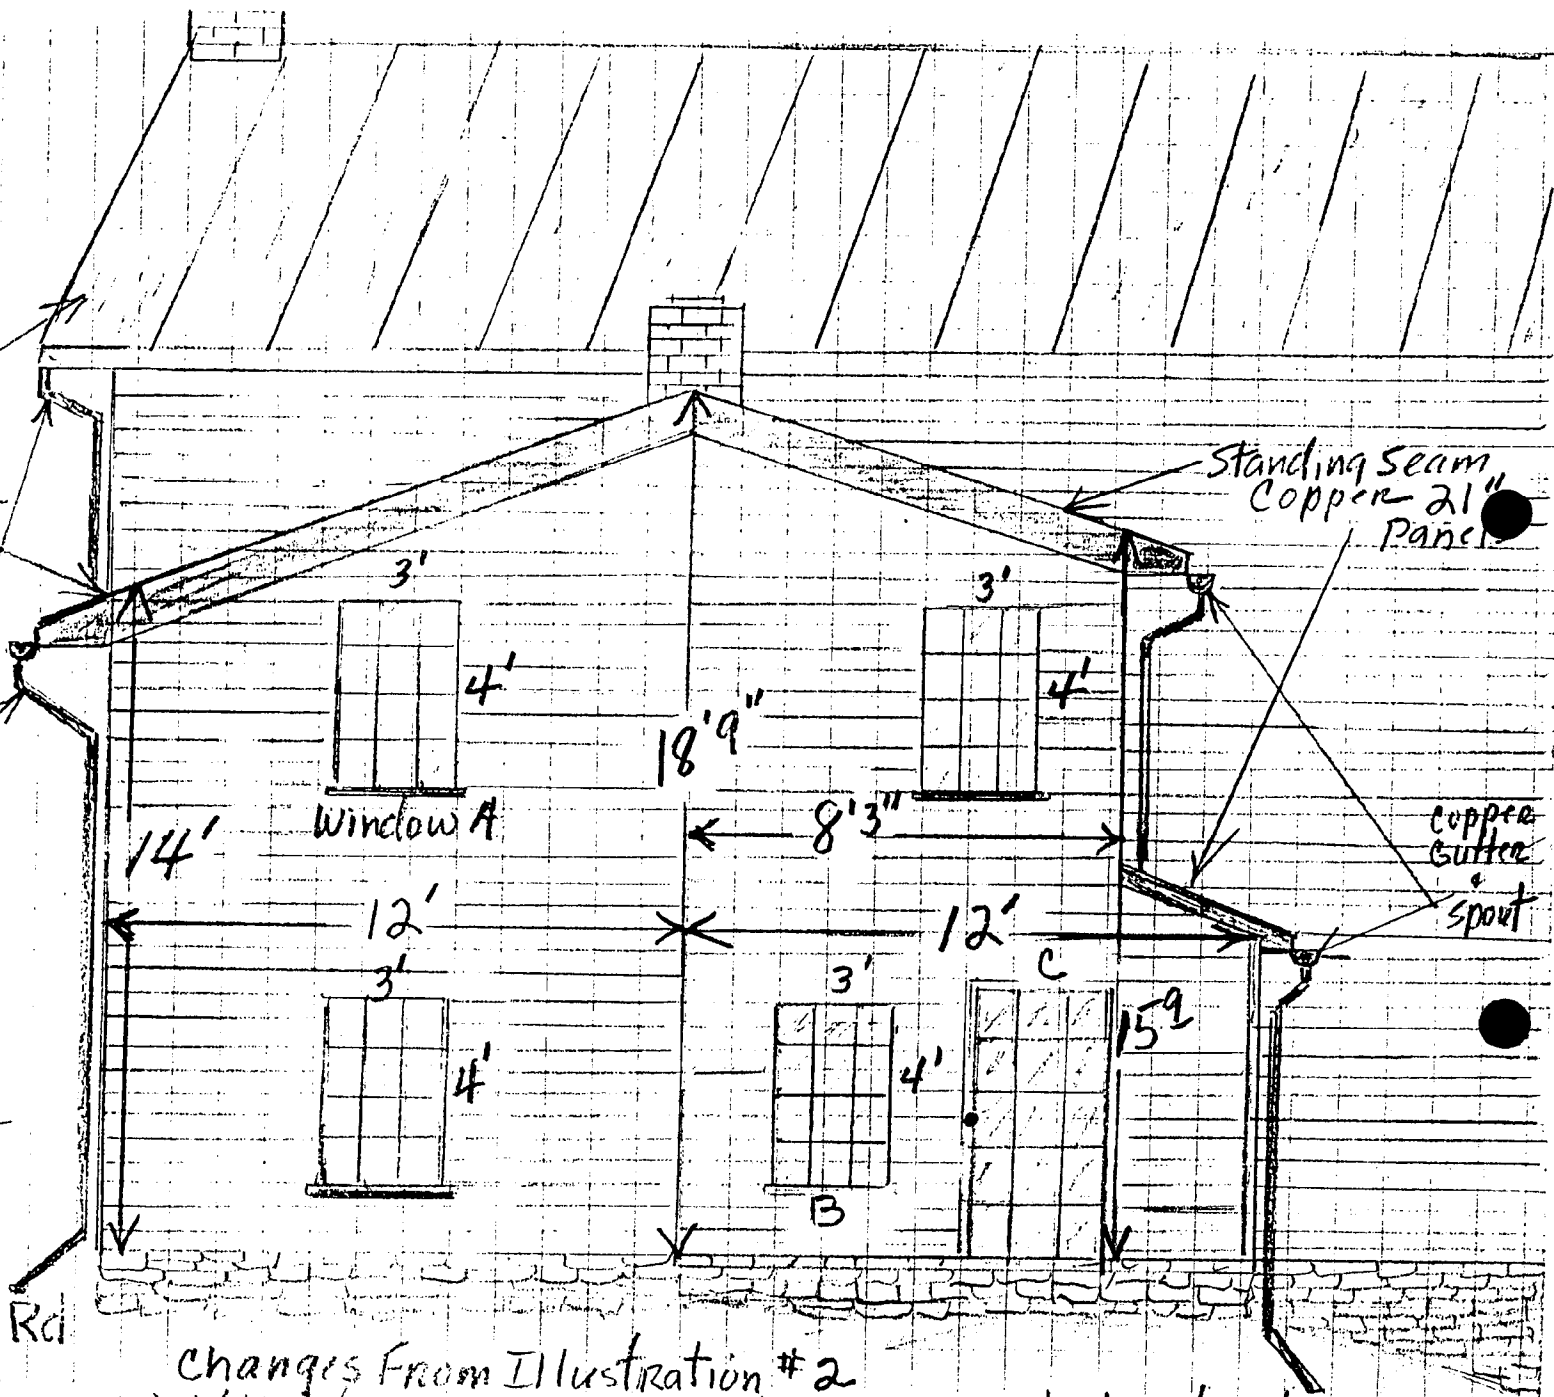 Standing Seam
Copper 21"
Panel
3'
3'
4'
4'
18'9"
Window A
8'3"
Copper
Gutter
&
Spout
14'
12'
12'
C
3'
3'
15-9
4'
4'
B
Rd
Changes From Illustration #2